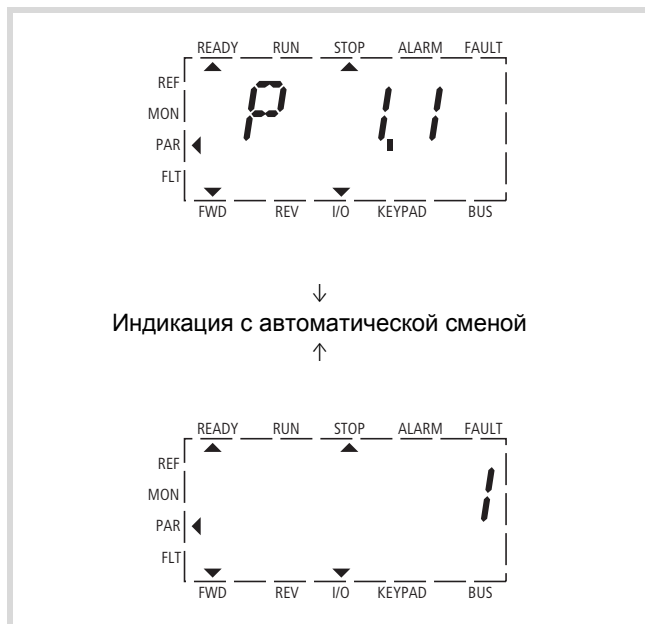 READY RUN STOP ALARM FAULT
REF
P 1.1
MON
PAR
FLT
FWD REV I/O KEYPAD BUS
↓
Индикация с автоматической сменой
↑
READY RUN STOP ALARM FAULT
REF
1
MON
PAR
FLT
FWD REV I/O KEYPAD BUS